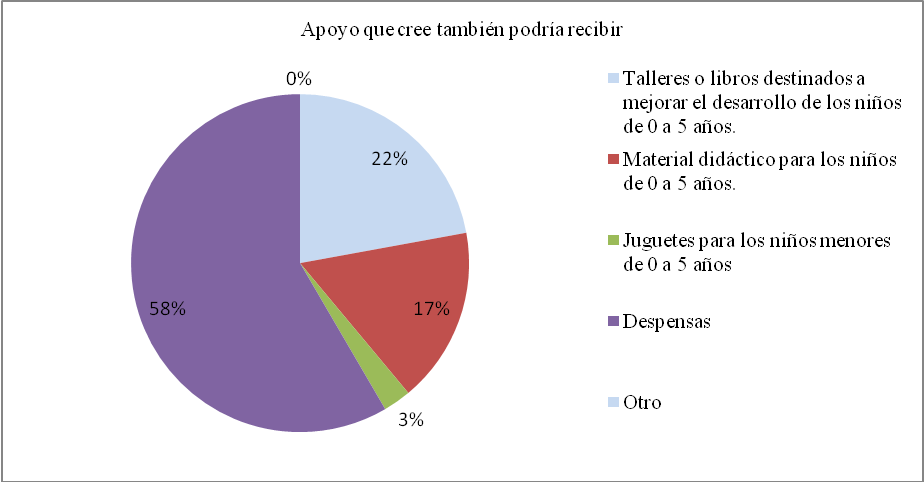 Apoyo que cree también podría recibir
0%
22%
17%
3%
58%
Talleres o libros destinados a
mejorar el desarrollo de los niños
de 0 a 5 años.
Material didáctico para los niños
de 0 a 5 años.
Juguetes para los niños menores
de 0 a 5 años
Despensas
Otro